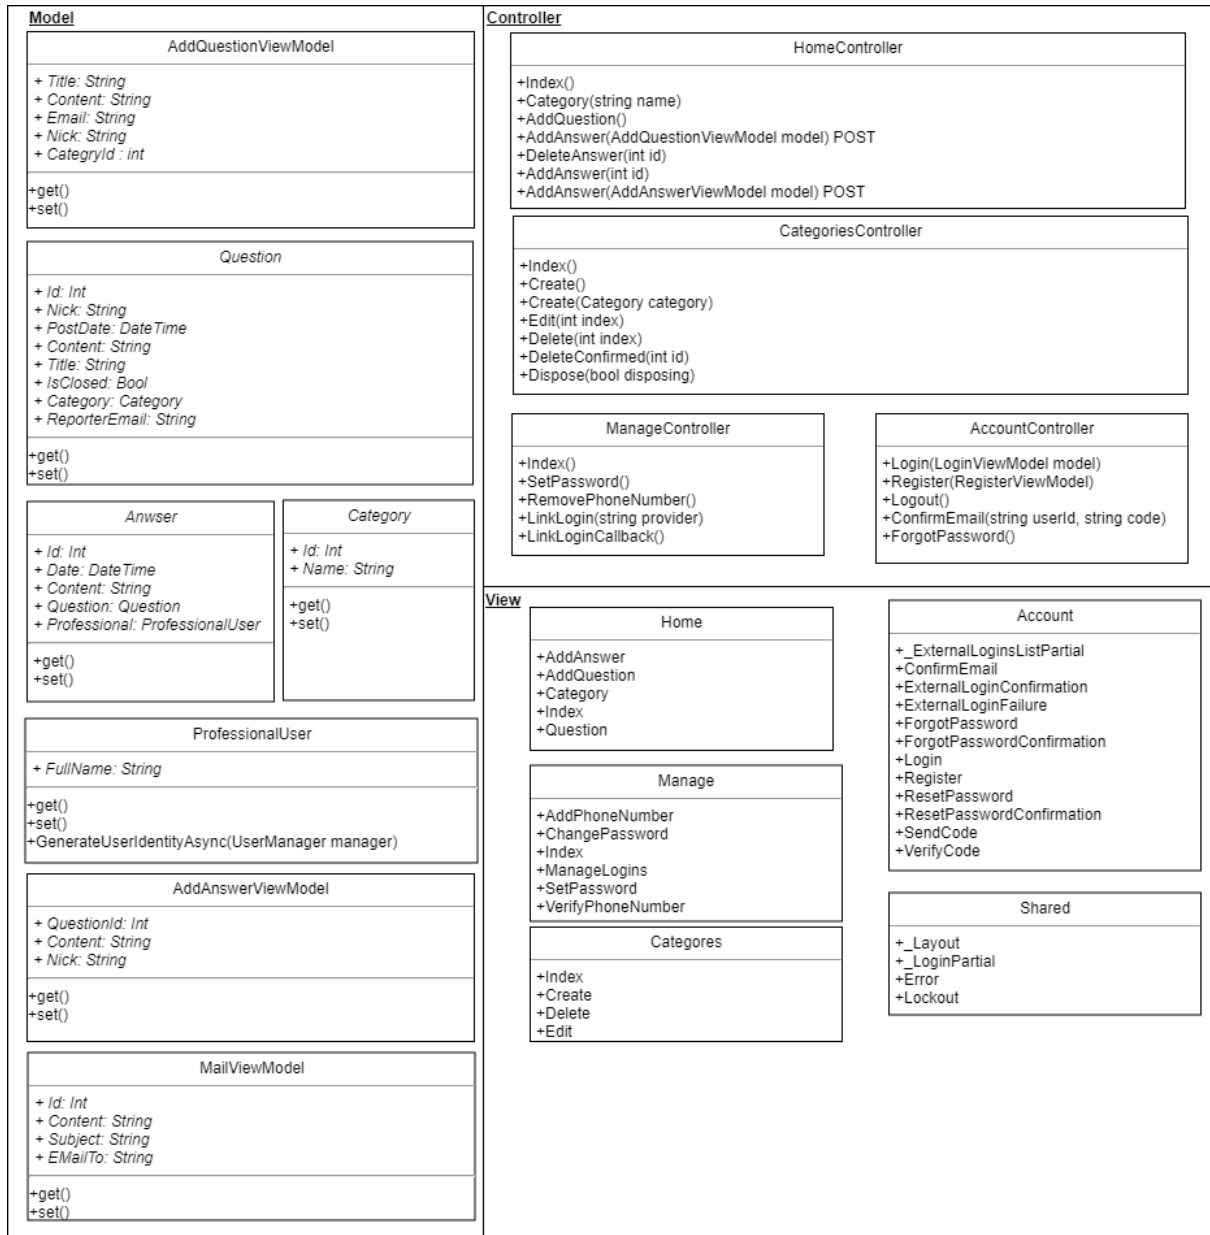 Model
AddQuestionViewModel
+ Title: String
+ Content: String
+ Email: String
+ Nick: String
+ CategryId : int
+get()
+set()
Question
+ Id: Int
+ Nick: String
+ PostDate: DateTime
+ Content: String
+ Title: String
+ IsClosed: Bool
+ Category: Category
+ ReporterEmail: String
+get()
+set()
Anwser
+ Id: Int
+ Date: DateTime
+ Content: String
+ Question: Question
+ Professional: ProfessionalUser
+get()
+set()
Category
+ Id: Int
+ Name: String
+get()
+set()
ProfessionalUser
+ FullName: String
+get()
+set()
+GenerateUserIdentityAsync(UserManager manager)
AddAnswerViewModel
+ QuestionId: Int
+ Content: String
+ Nick: String
+get()
+set()
MailViewModel
+ Id: Int
+ Content: String
+ Subject: String
+ EMailTo: String
+get()
+set()
Controller
HomeController
+Index()
+Category(string name)
+AddQuestion()
+AddAnswer(AddQuestionViewModel model) POST
+DeleteAnswer(int id)
+AddAnswer(int id)
+AddAnswer(AddAnswerViewModel model) POST
CategoriesController
+Index()
+Create()
+Create(Category category)
+Edit(int index)
+Delete(int index)
+DeleteConfirmed(int id)
+Dispose(bool disposing)
ManageController
+Index()
+SetPassword()
+RemovePhoneNumber()
+LinkLogin(string provider)
+LinkLoginCallback()
AccountController
+Login(LoginViewModel model)
+Register(RegisterViewModel)
+Logout()
+ConfirmEmail(string userId, string code)
+ForgotPassword()
View
Home
+AddAnswer
+AddQuestion
+Category
+Index
+Question
Manage
+AddPhoneNumber
+ChangePassword
+Index
+ManageLogins
+SetPassword
+VerifyPhoneNumber
Categores
+Index
+Create
+Delete
+Edit
Account
+_ExternalLoginsListPartial
+ConfirmEmail
+ExternalLoginConfirmation
+ExternalLoginFailure
+ForgotPassword
+ForgotPasswordConfirmation
+Login
+Register
+ResetPassword
+ResetPasswordConfirmation
+SendCode
+VerifyCode
Shared
+_Layout
+_LoginPartial
+Error
+Lockout